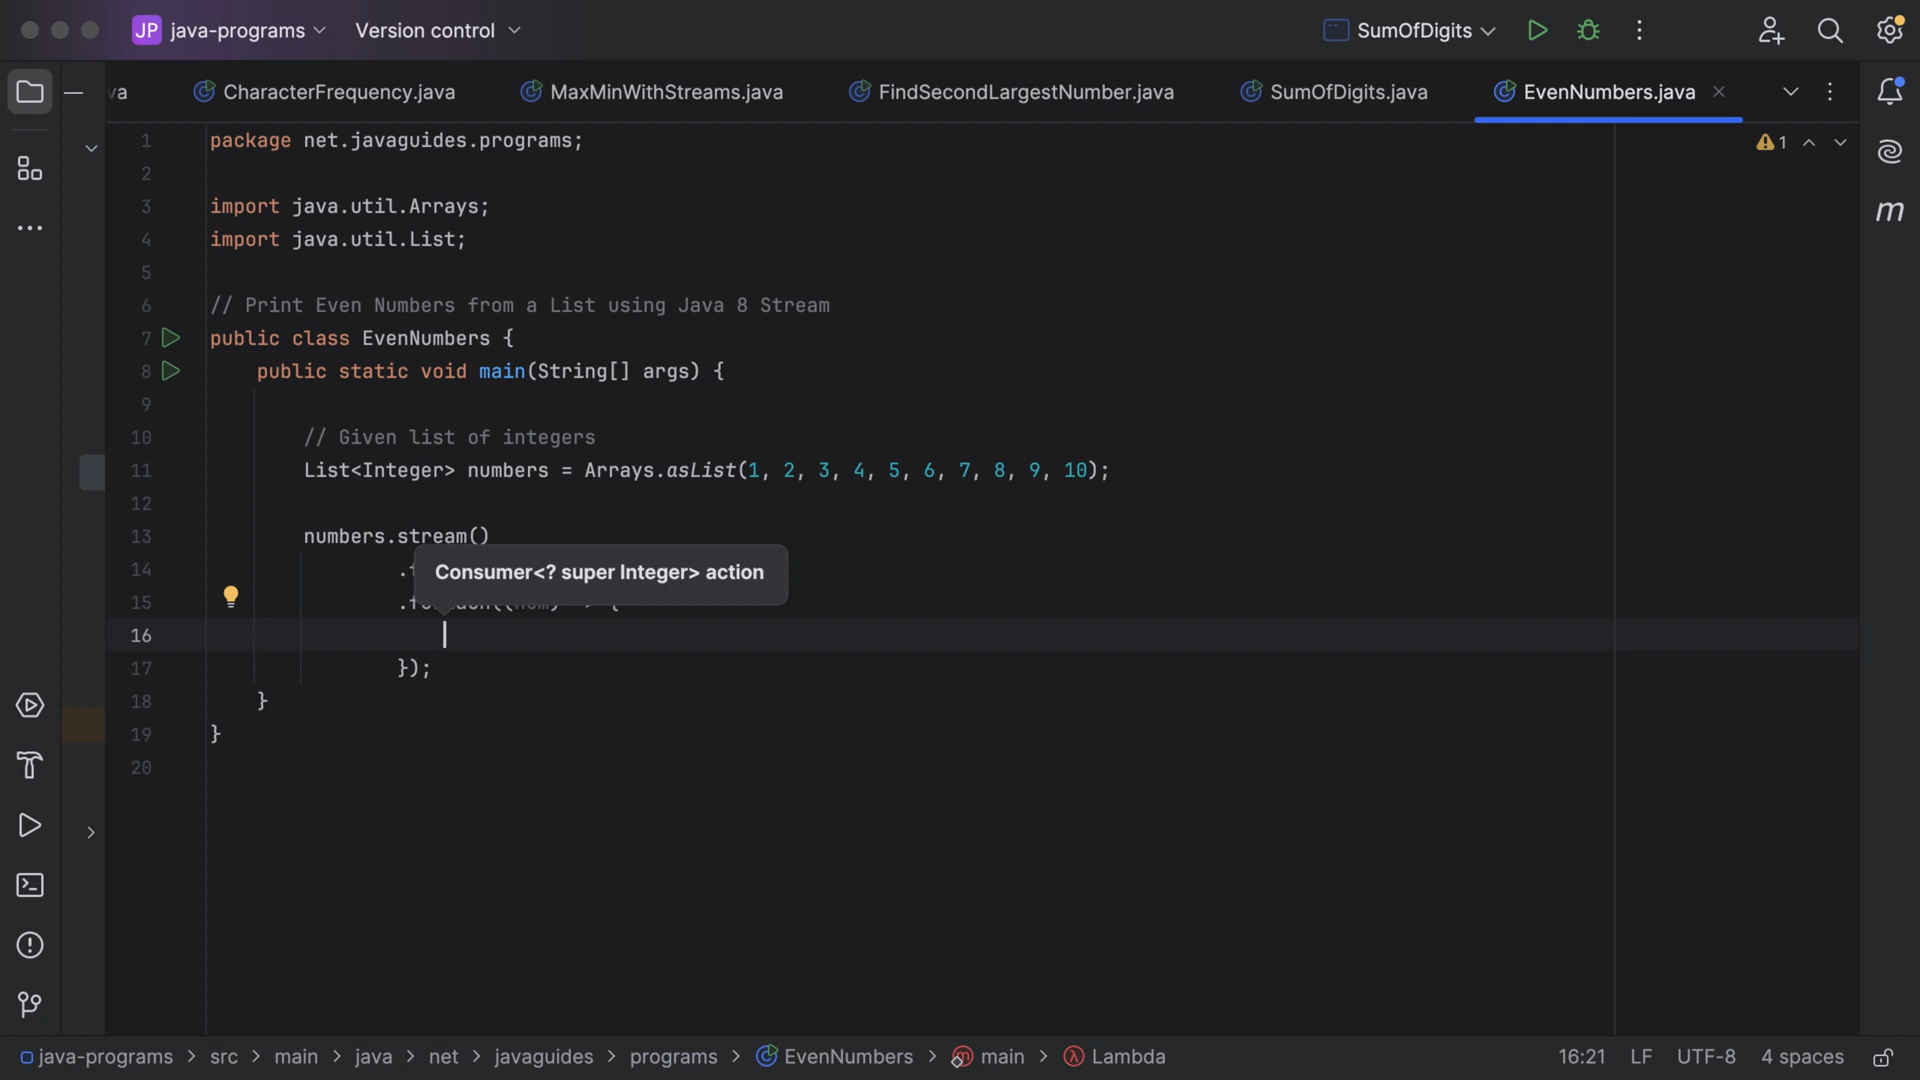 JP java-programs Version control SumOfDigits
va CharacterFrequency.java MaxMinWithStreams.java FindSecondLargestNumber.java SumOfDigits.java EvenNumbers.java
1 package net.javaguides.programs;
1
2
3 import java.util.Arrays;
4 import java.util.List;
5
6 // Print Even Numbers from a List using Java 8 Stream
7 public class EvenNumbers {
8 public static void main(String[] args) {
9
10 // Given list of integers
11 List<Integer> numbers = Arrays.asList(1, 2, 3, 4, 5, 6, 7, 8, 9, 10);
12
13 numbers.stream()
Consumer<? super Integer> action
14
15
16
17 });
18 }
19 }
20
java-programs > src > main > java > net > javaguides > programs > EvenNumbers > main > Lambda 16:21 LF UTF-8 4 spaces